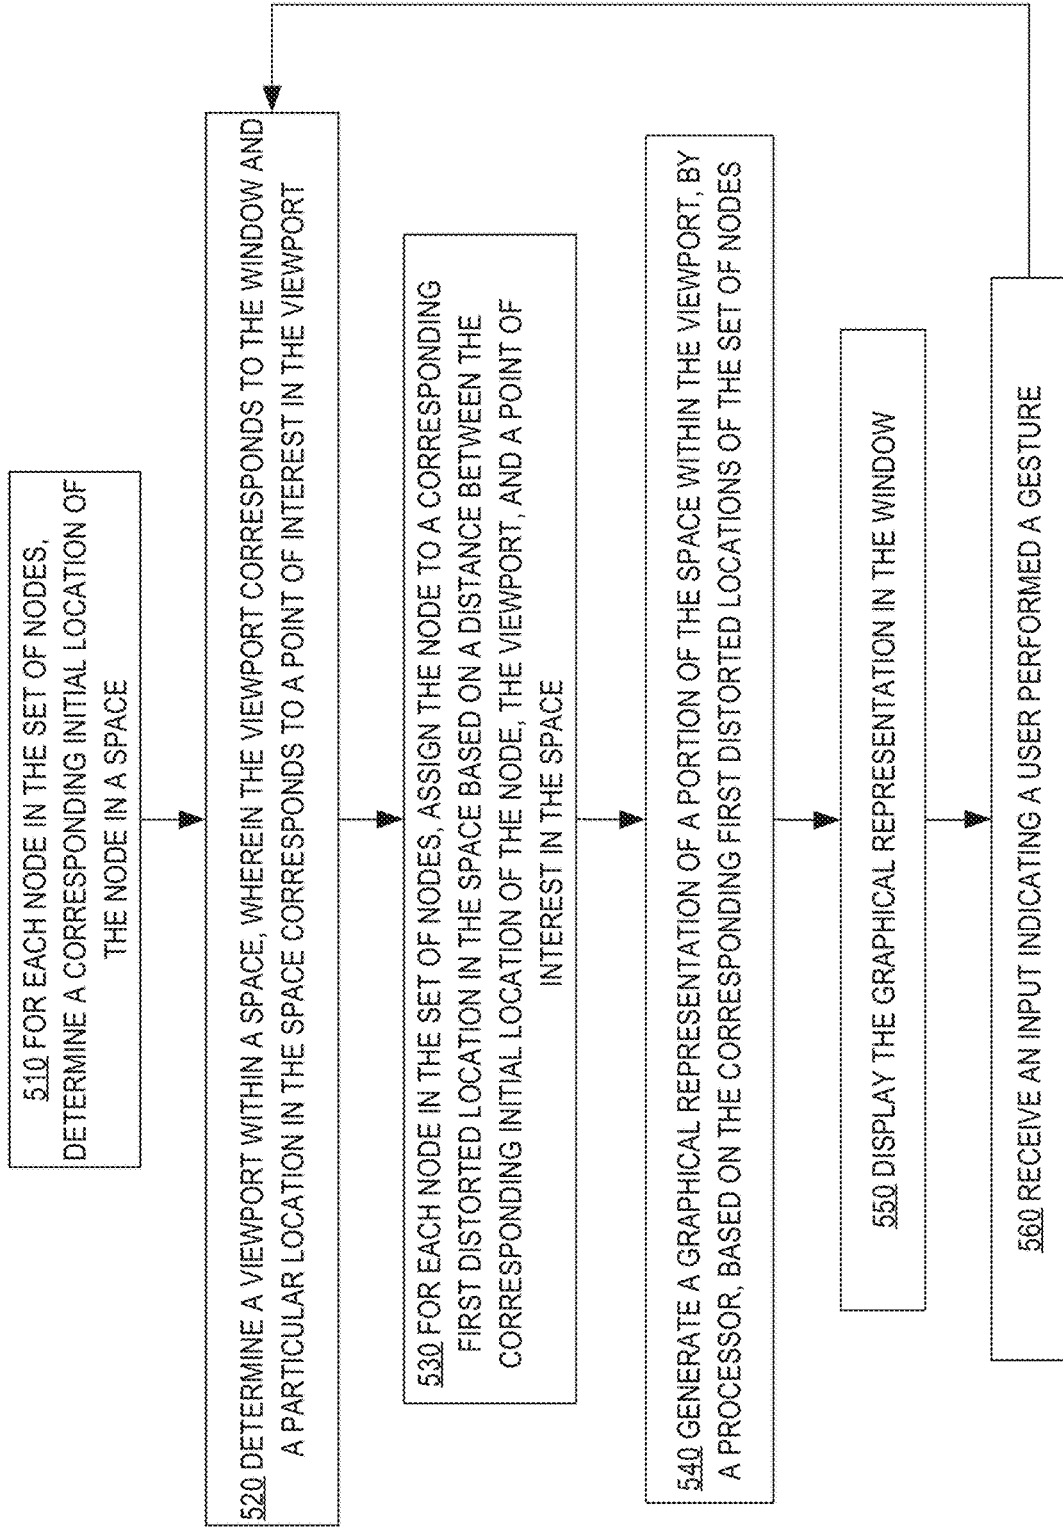 510 FOR EACH NODE IN THE SET OF NODES,
DETERMINE A CORRESPONDING INITIAL LOCATION OF
THE NODE IN A SPACE
520 DETERMINE A VIEWPORT WITHIN A SPACE, WHEREIN THE VIEWPORT CORRESPONDS TO THE WINDOW AND
A PARTICULAR LOCATION IN THE SPACE CORRESPONDS TO A POINT OF INTEREST IN THE VIEWPORT
530 FOR EACH NODE IN THE SET OF NODES, ASSIGN THE NODE TO A CORRESPONDING
FIRST DISTORTED LOCATION IN THE SPACE BASED ON A DISTANCE BETWEEN THE
CORRESPONDING INITIAL LOCATION OF THE NODE, THE VIEWPORT, AND A POINT OF
INTEREST IN THE SPACE
540 GENERATE A GRAPHICAL REPRESENTATION OF A PORTION OF THE SPACE WITHIN THE VIEWPORT, BY
A PROCESSOR, BASED ON THE CORRESPONDING FIRST DISTORTED LOCATIONS OF THE SET OF NODES
550 DISPLAY THE GRAPHICAL REPRESENTATION IN THE WINDOW
560 RECEIVE AN INPUT INDICATING A USER PERFORMED A GESTURE